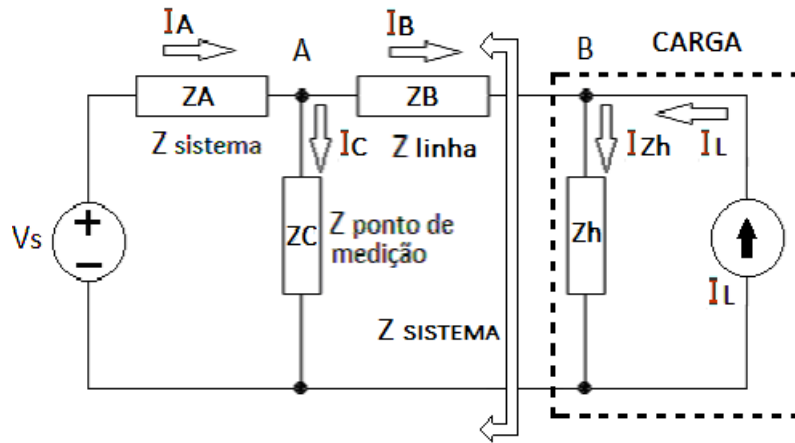 IA
A
IB
B
CARGA
ZA
ZB
Z sistema
IC
Z linha
IZh
IL
Vs
+
−
ZC
Z ponto de
medição
Zh
IL
Z SISTEMA